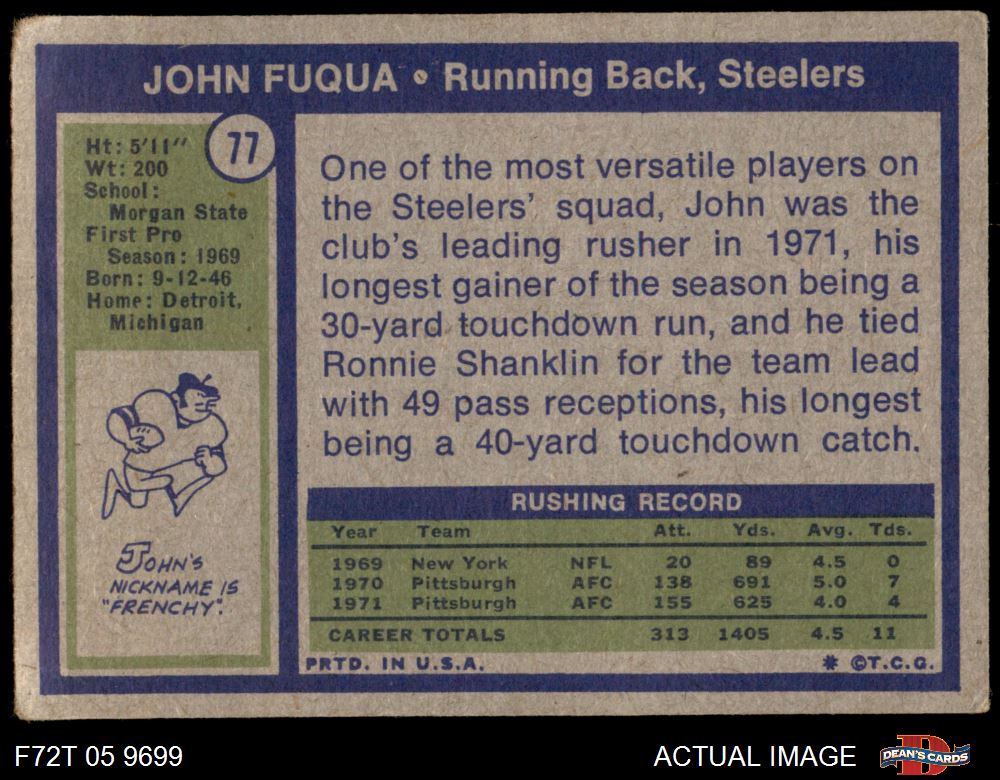 JOHN FUQUA • Running Back, Steelers
77
Ht: 5'11"
Wt: 200
School:
Morgan State
First Pro
Season: 1969
Born: 9-12-46
Home: Detroit,
Michigan
JOHN'S
NICKNAME IS
"FRENCHY".
One of the most versatile players on
the Steelers' squad, John was the
club's leading rusher in 1971, his
longest gainer of the season being a
30-yard touchdown run, and he tied
Ronnie Shanklin for the team lead
with 49 pass receptions, his longest
being a 40-yard touchdown catch.
RUSHING RECORD
Year Team Att. Yds. Avg. Tds.
1969 New York NFL 20 89 4.5 0
1970 Pittsburgh AFC 138 691 5.0 7
1971 Pittsburgh AFC 155 625 4.0 4
CAREER TOTALS 313 1405 4.5 11
PRTD. IN U.S.A. * ©T.C.G.
F72T 05 9699 ACTUAL IMAGE DEAN'S CARDS